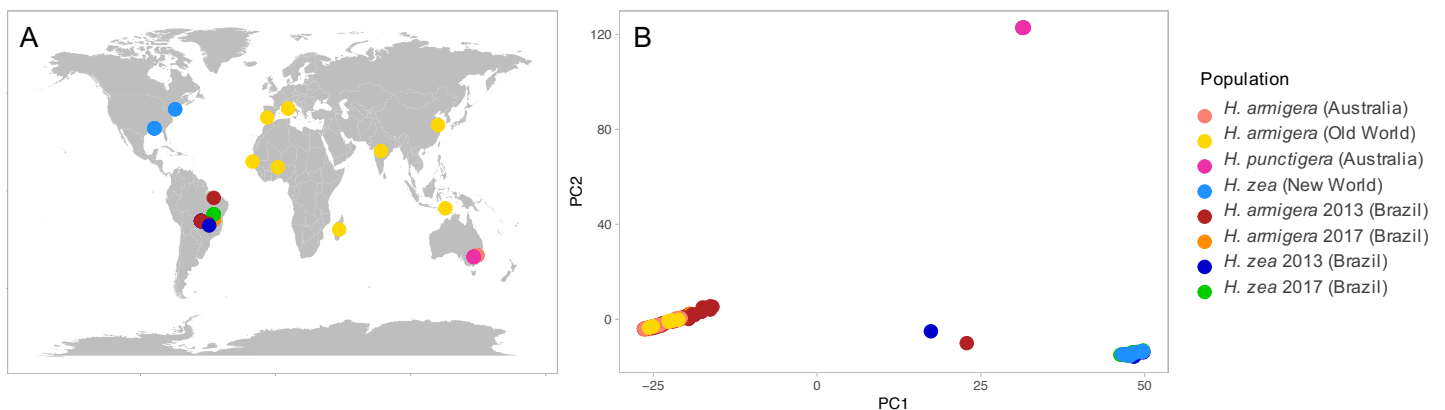 A
B
120
80
40
0
PC2
−25
0
25
50
PC1
Population
H. armigera (Australia)
H. armigera (Old World)
H. punctigera (Australia)
H. zea (New World)
H. armigera 2013 (Brazil)
H. armigera 2017 (Brazil)
H. zea 2013 (Brazil)
H. zea 2017 (Brazil)